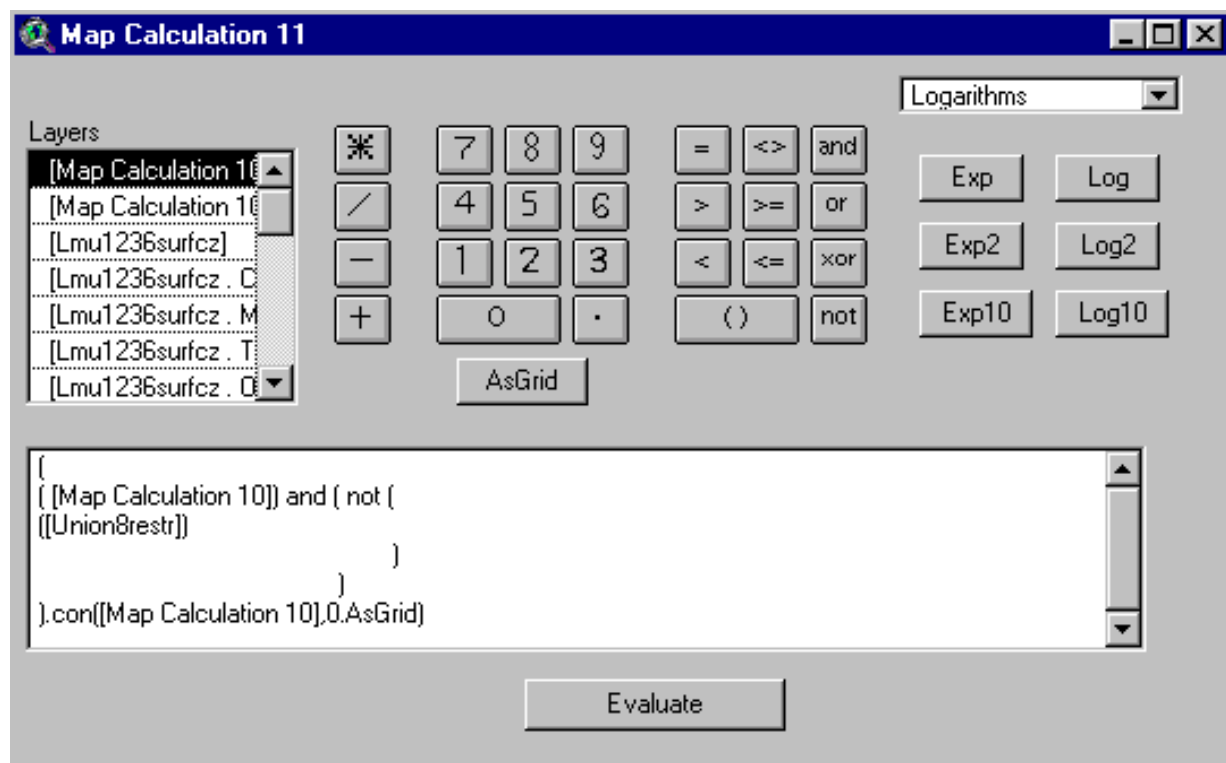 Map Calculation 11
Logarithms
Layers
[Map Calculation 10
[Map Calculation 10
[Lmu1236surfcz]
[Lmu1236surfcz . C
[Lmu1236surfcz . M
[Lmu1236surfcz . T
[Lmu1236surfcz . O
* 7 8 9 = <> and
/ 4 5 6 > >= or
- 1 2 3 < <= xor
+ 0 . ( ) not
AsGrid
Exp Log
Exp2 Log2
Exp10 Log10
(
( [Map Calculation 10]) and ( not (
([Union8restr])
)
)
).con([Map Calculation 10],0.AsGrid)
Evaluate